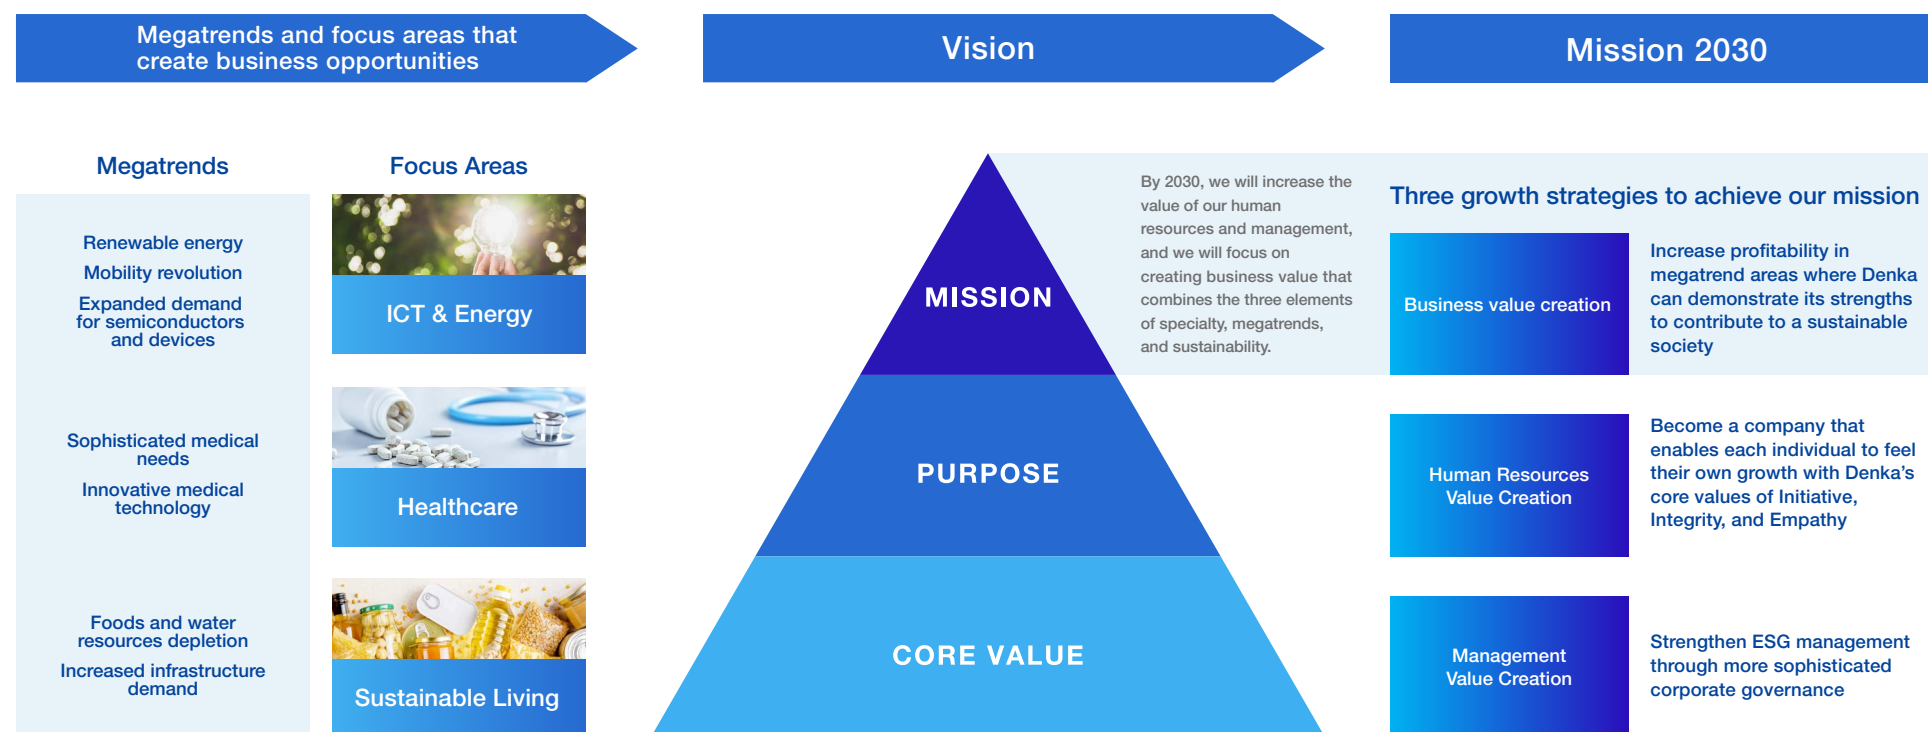 Megatrends and focus areas that
create business opportunities
Vision
Mission 2030
Megatrends
Renewable energy
Mobility revolution
Expanded demand
for semiconductors
and devices
Sophisticated medical
needs
Innovative medical
technology
Foods and water
resources depletion
Increased infrastructure
demand
Focus Areas
ICT & Energy
Healthcare
Sustainable Living
MISSION
PURPOSE
CORE VALUE
By 2030, we will increase the
value of our human
resources and management,
and we will focus on
creating business value that
combines the three elements
of specialty, megatrends,
and sustainability.
Three growth strategies to achieve our mission
Business value creation
Increase profitability in
megatrend areas where Denka
can demonstrate its strengths
to contribute to a sustainable
society
Human Resources
Value Creation
Become a company that
enables each individual to feel
their own growth with Denka’s
core values of Initiative,
Integrity, and Empathy
Management
Value Creation
Strengthen ESG management
through more sophisticated
corporate governance